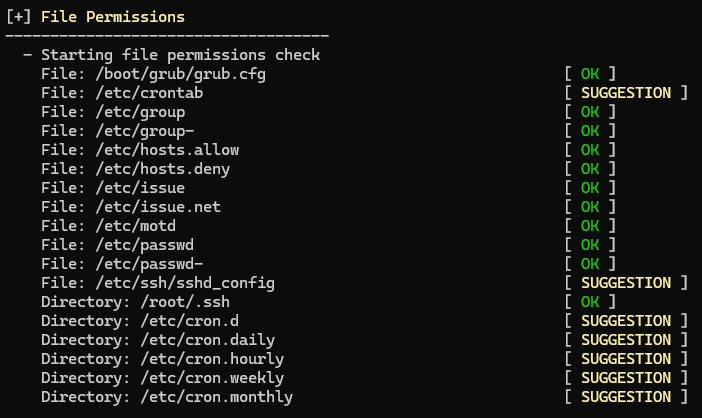 [+] File Permissions
------------------------------------
  - Starting file permissions check
    File: /boot/grub/grub.cfg                                 [ OK ]
    File: /etc/crontab                                        [ SUGGESTION ]
    File: /etc/group                                          [ OK ]
    File: /etc/group-                                         [ OK ]
    File: /etc/hosts.allow                                    [ OK ]
    File: /etc/hosts.deny                                     [ OK ]
    File: /etc/issue                                          [ OK ]
    File: /etc/issue.net                                      [ OK ]
    File: /etc/motd                                           [ OK ]
    File: /etc/passwd                                         [ OK ]
    File: /etc/passwd-                                        [ OK ]
    File: /etc/ssh/sshd_config                                [ SUGGESTION ]
    Directory: /root/.ssh                                     [ OK ]
    Directory: /etc/cron.d                                    [ SUGGESTION ]
    Directory: /etc/cron.daily                                [ SUGGESTION ]
    Directory: /etc/cron.hourly                               [ SUGGESTION ]
    Directory: /etc/cron.weekly                               [ SUGGESTION ]
    Directory: /etc/cron.monthly                              [ SUGGESTION ]